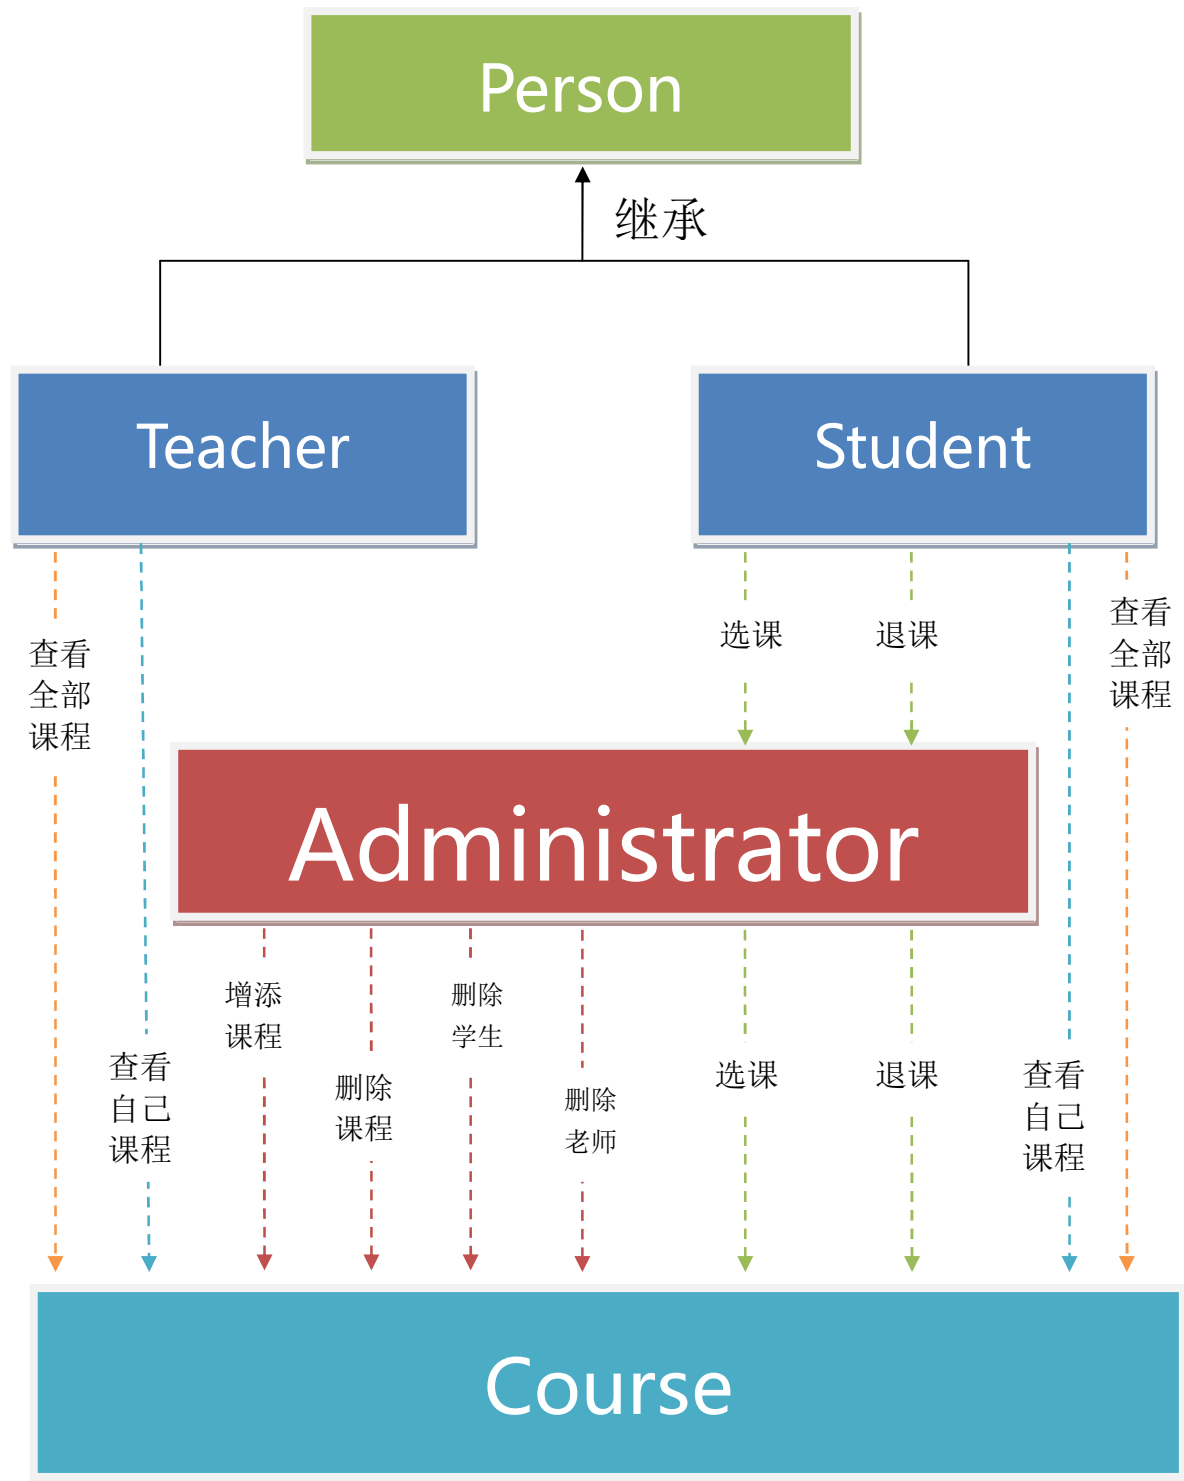 Person
继承
Teacher
Student
查看
全部
课程
选课
退课
查看
全部
课程
Administrator
增添
课程
删除
学生
查看
自己
课程
删除
课程
删除
老师
选课
退课
查看
自己
课程
Course